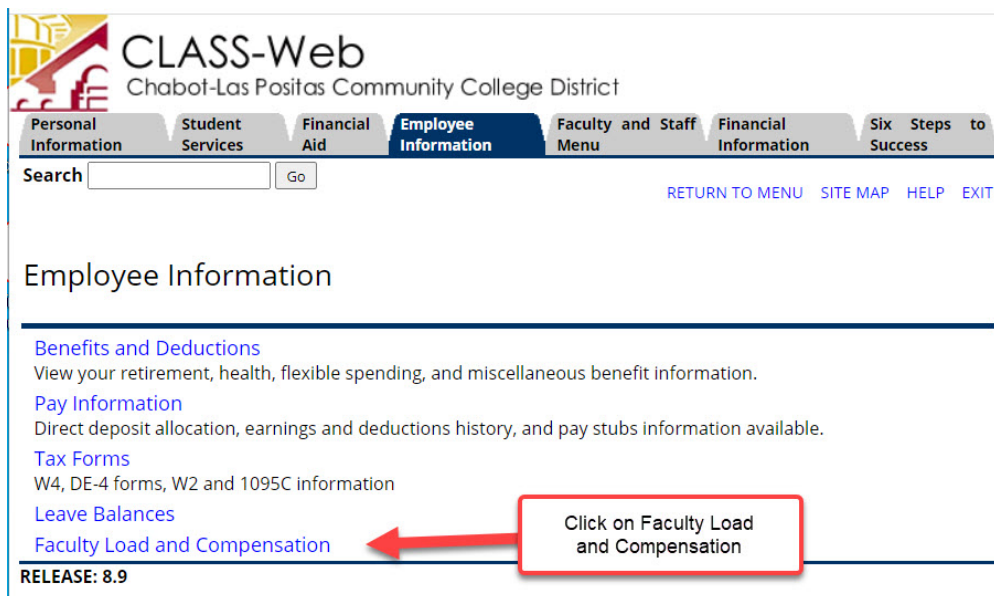 CLASS-Web
Chabot-Las Positas Community College District
Personal Information
Student Services
Financial Aid
Employee Information
Faculty and Staff Menu
Financial Information
Six Steps to Success
Search Go
RETURN TO MENU SITE MAP HELP EXIT
Employee Information
Benefits and Deductions
View your retirement, health, flexible spending, and miscellaneous benefit information.
Pay Information
Direct deposit allocation, earnings and deductions history, and pay stubs information available.
Tax Forms
W4, DE-4 forms, W2 and 1095C information
Leave Balances
Faculty Load and Compensation
Click on Faculty Load
and Compensation
RELEASE: 8.9